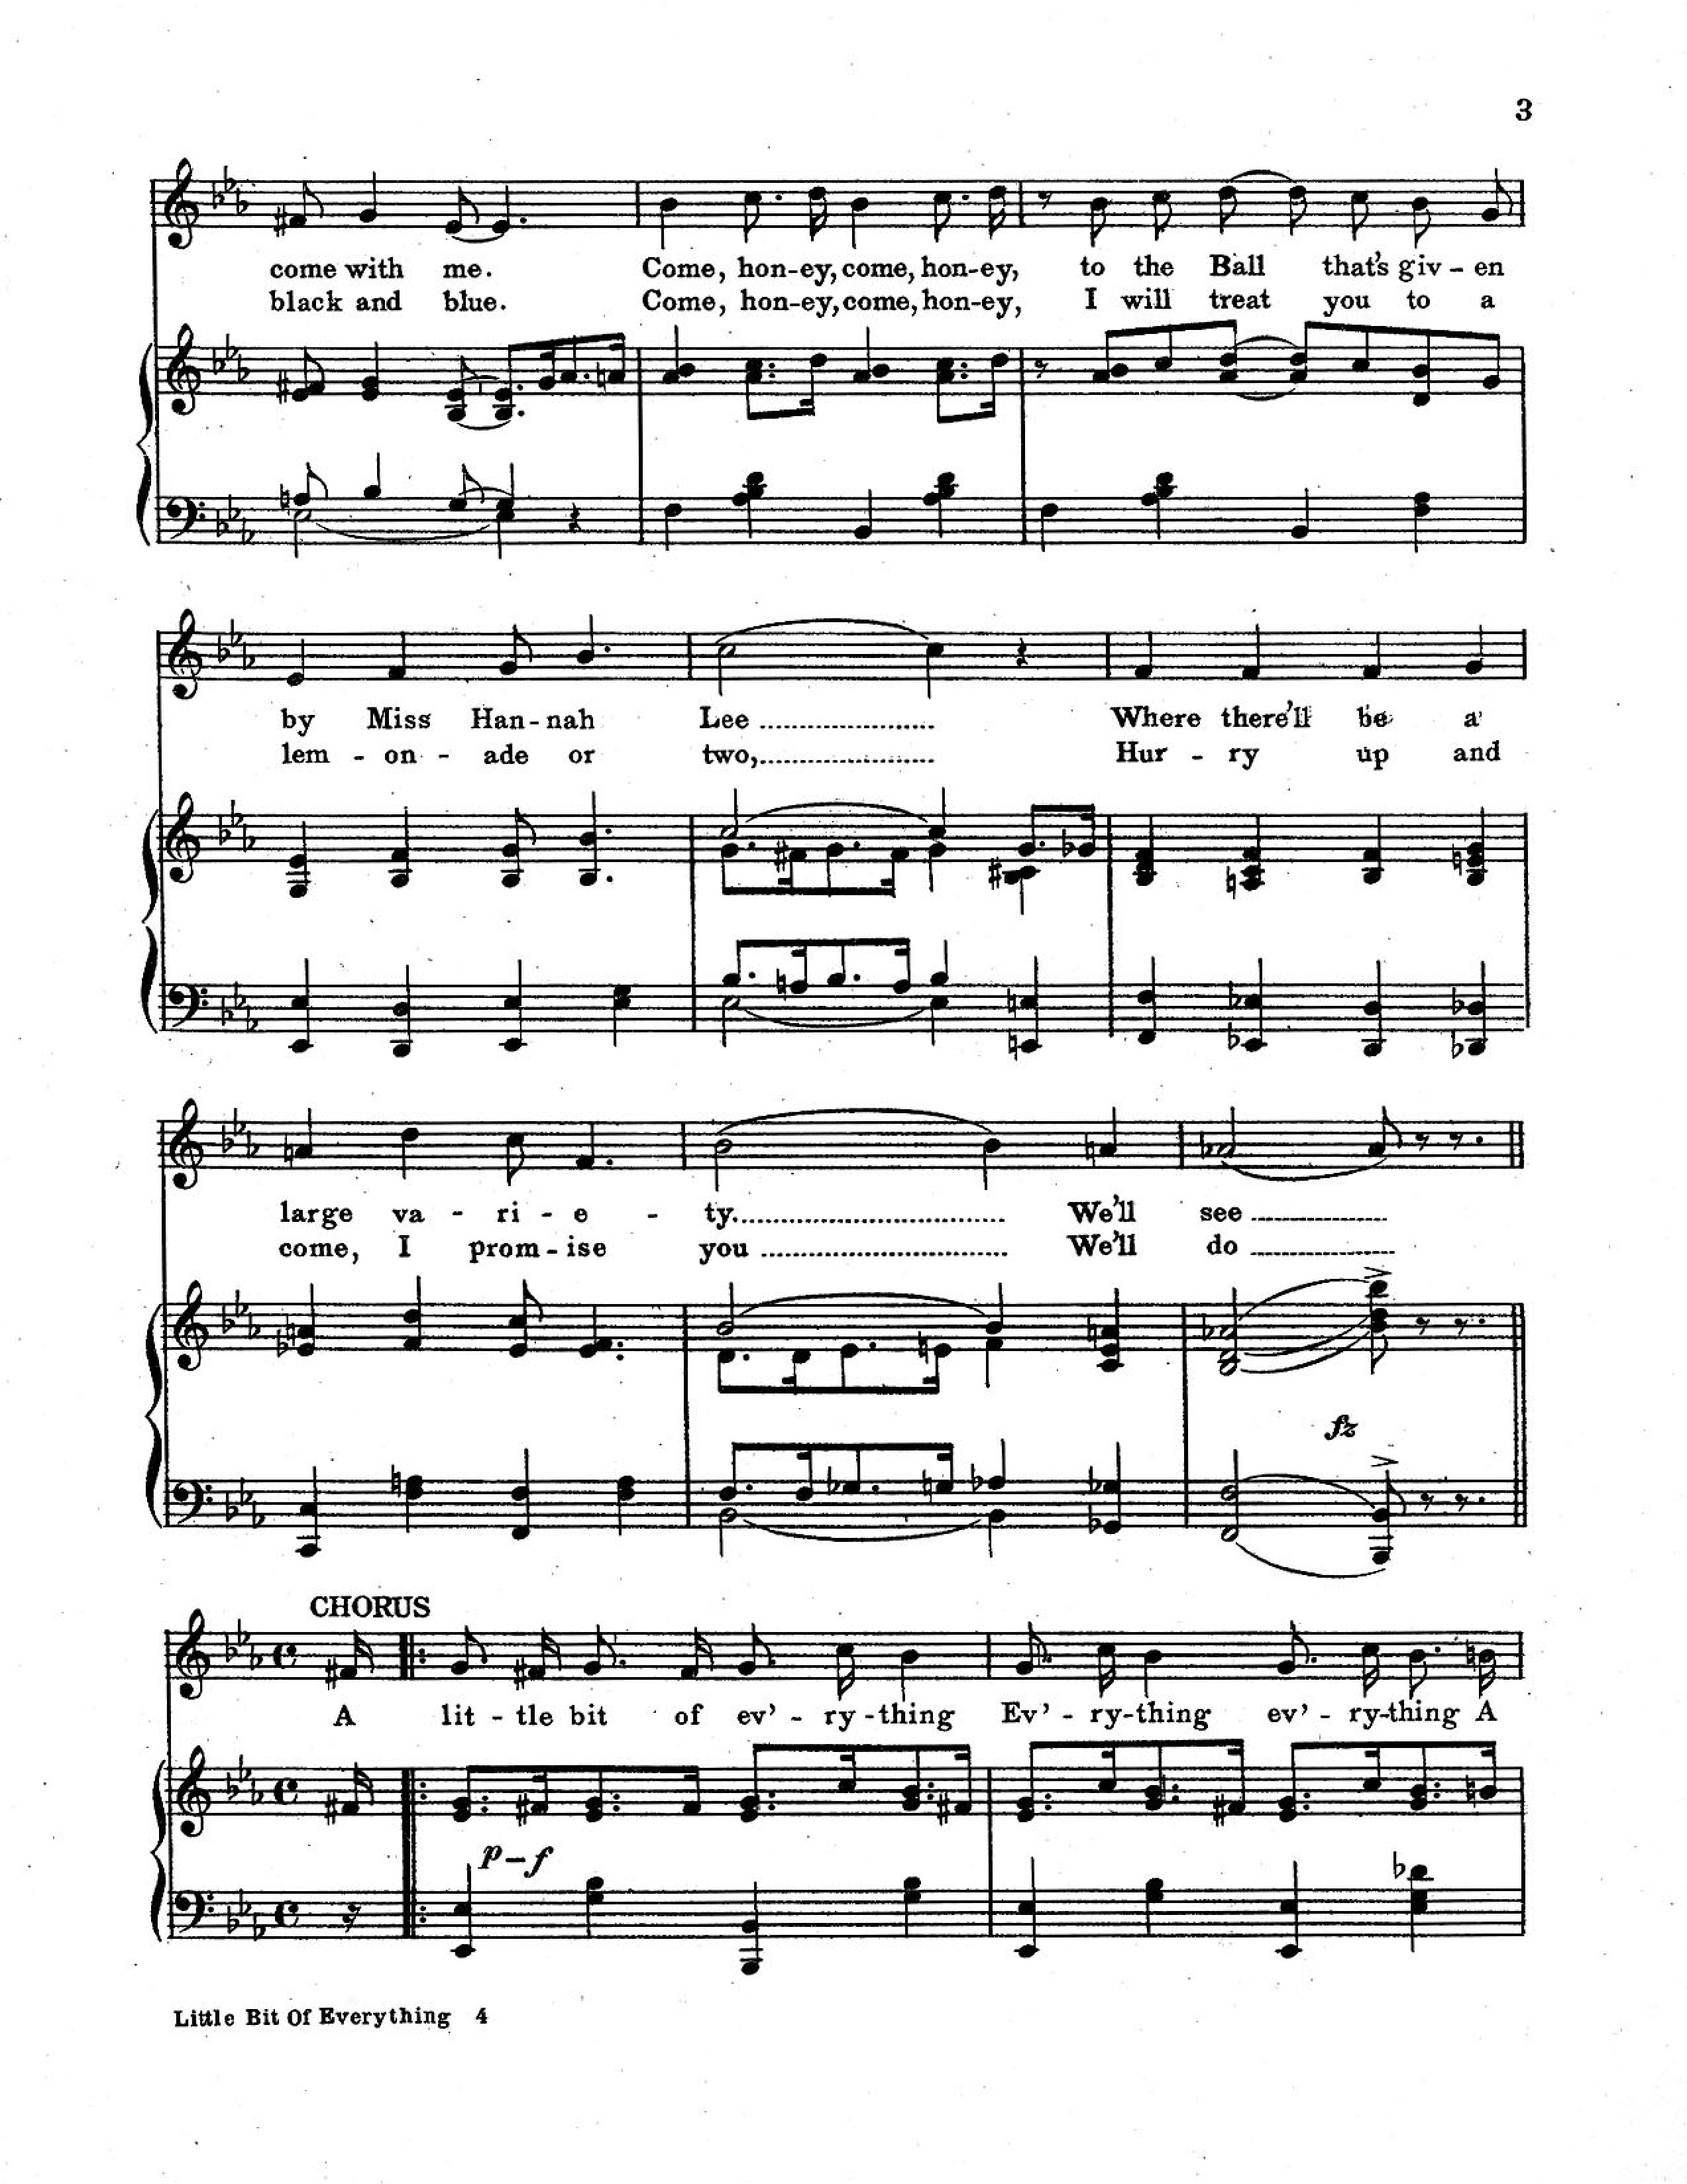 3
come with me. Come, hon-ey, come, hon-ey, to the Ball that's giv-en
black and blue. Come, hon-ey, come, hon-ey, I will treat you to a
by Miss Han-nah Lee...................... Where there'll be a
lem-on-ade or two,...................... Hur-ry up and
large va-ri-e-ty................................. We'll see ................
come, I prom-ise you ................................ We'll do ................
fz
CHORUS
A lit-tle bit of ev'-ry-thing Ev'-ry-thing ev'-ry-thing A
p-f
Little Bit Of Everything 4